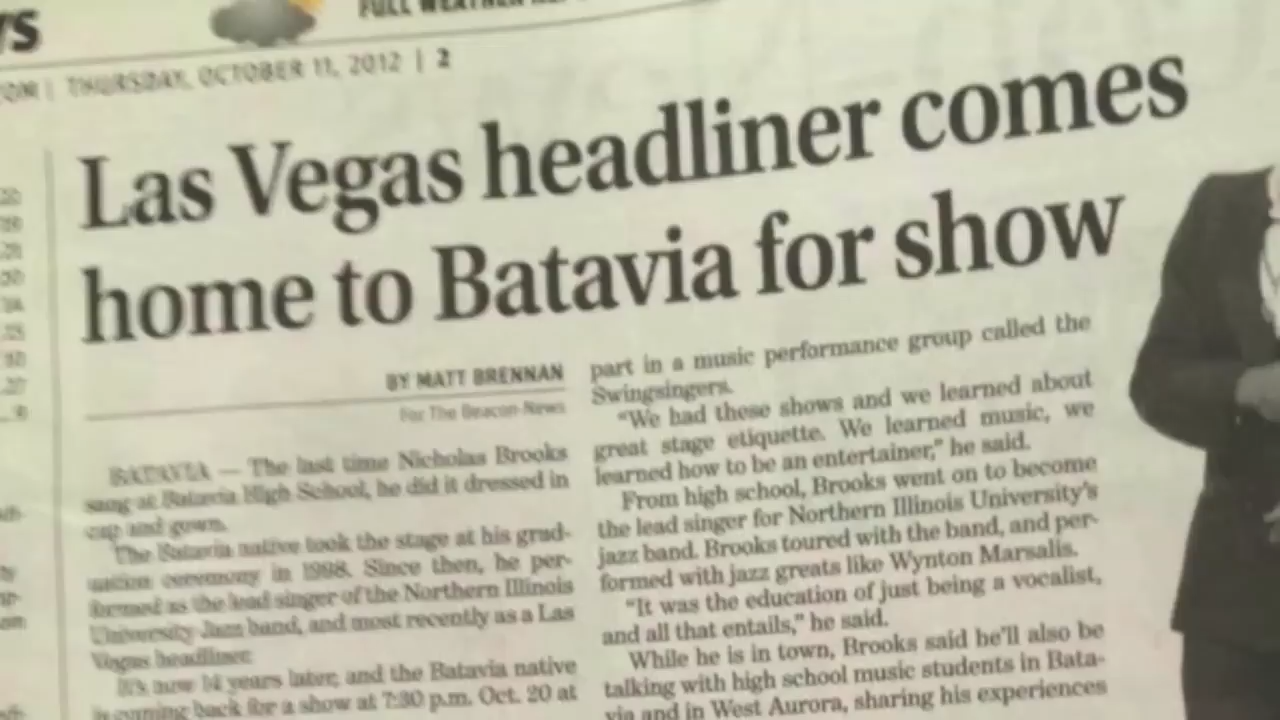 THURSDAY, OCTOBER 11, 2012 | 2
Las Vegas headliner comes
home to Batavia for show
BY MATT BRENNAN
For The Beacon-News
BATAVIA — The last time Nicholas Brooks
sang at Batavia High School, he did it dressed in
cap and gown.
The Batavia native took the stage at his grad-
uation ceremony in 1998. Since then, he per-
formed as the lead singer of the Northern Illinois
University Jazz band, and most recently as a Las
Vegas headliner.
It's now 14 years later, and the Batavia native
is coming back for a show at 7:30 p.m. Oct. 20 at
part in a music performance group called the
Swingsingers.
"We had these shows and we learned about
great stage etiquette. We learned music, we
learned how to be an entertainer," he said.
From high school, Brooks went on to become
the lead singer for Northern Illinois University's
jazz band. Brooks toured with the band, and per-
formed with jazz greats like Wynton Marsalis.
"It was the education of just being a vocalist,
and all that entails," he said.
While he is in town, Brooks said he'll also be
talking with high school music students in Bata-
via and in West Aurora, sharing his experiences